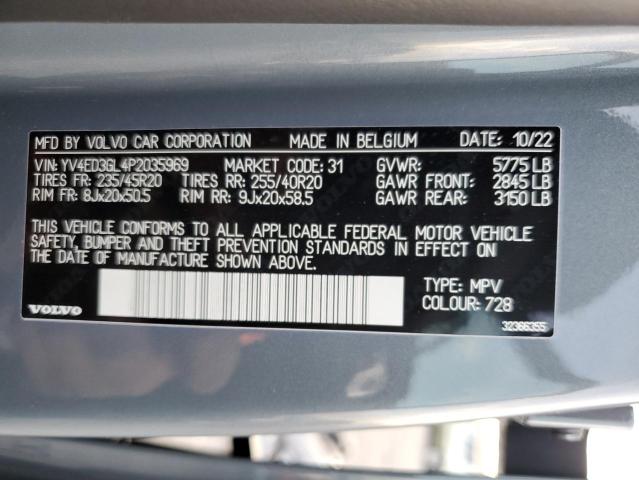 MFD BY VOLVO CAR CORPORATION MADE IN BELGIUM DATE: 10/22
VIN: YV4ED3GL4P2035969 MARKET CODE: 31 GVWR: 5775 LB
TIRES FR: 235/45R20 TIRES RR: 255/40R20 GAWR FRONT: 2845 LB
RIM FR: 8Jx20x50.5 RIM RR: 9Jx20x58.5 GAWR REAR: 3150 LB
THIS VEHICLE CONFORMS TO ALL APPLICABLE FEDERAL MOTOR VEHICLE
SAFETY, BUMPER AND THEFT PREVENTION STANDARDS IN EFFECT ON
THE DATE OF MANUFACTURE SHOWN ABOVE.
TYPE: MPV
COLOUR: 728
VOLVO
32366355